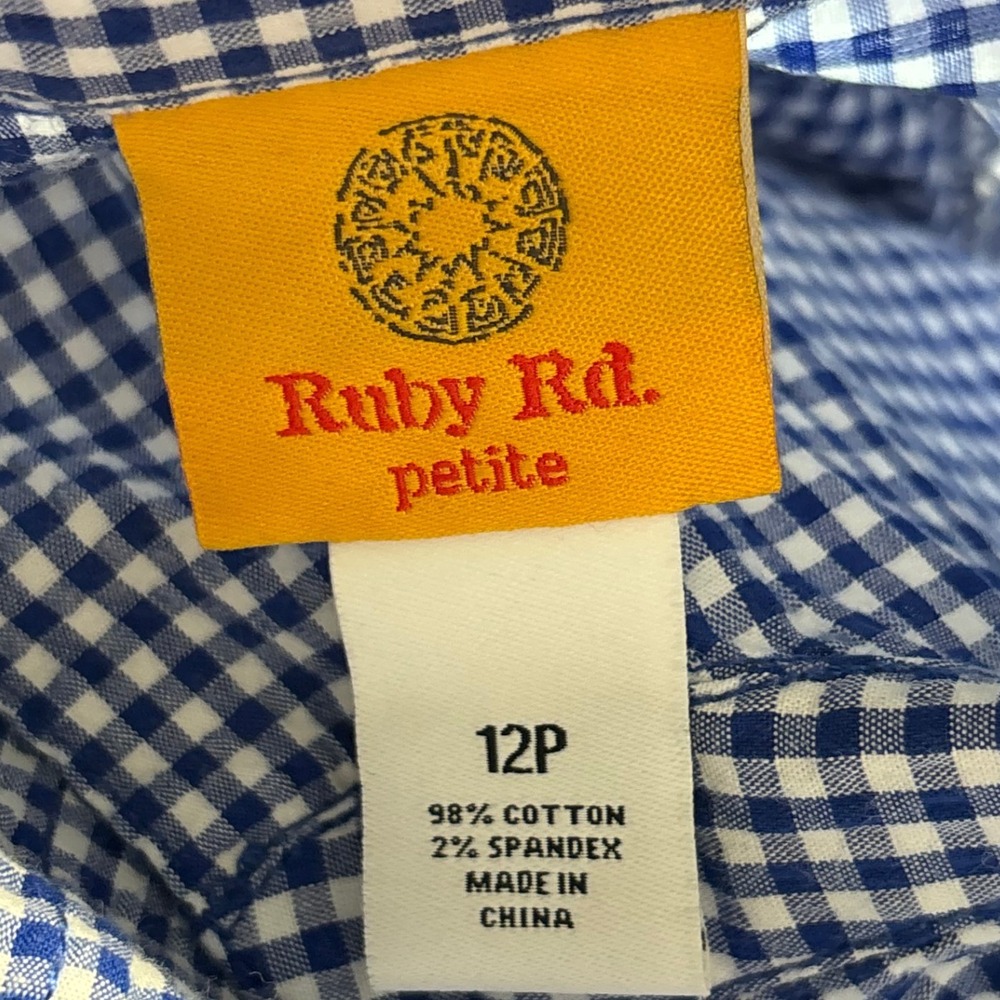 Ruby Rd.
petite
12P
98% COTTON
2% SPANDEX
MADE IN
CHINA